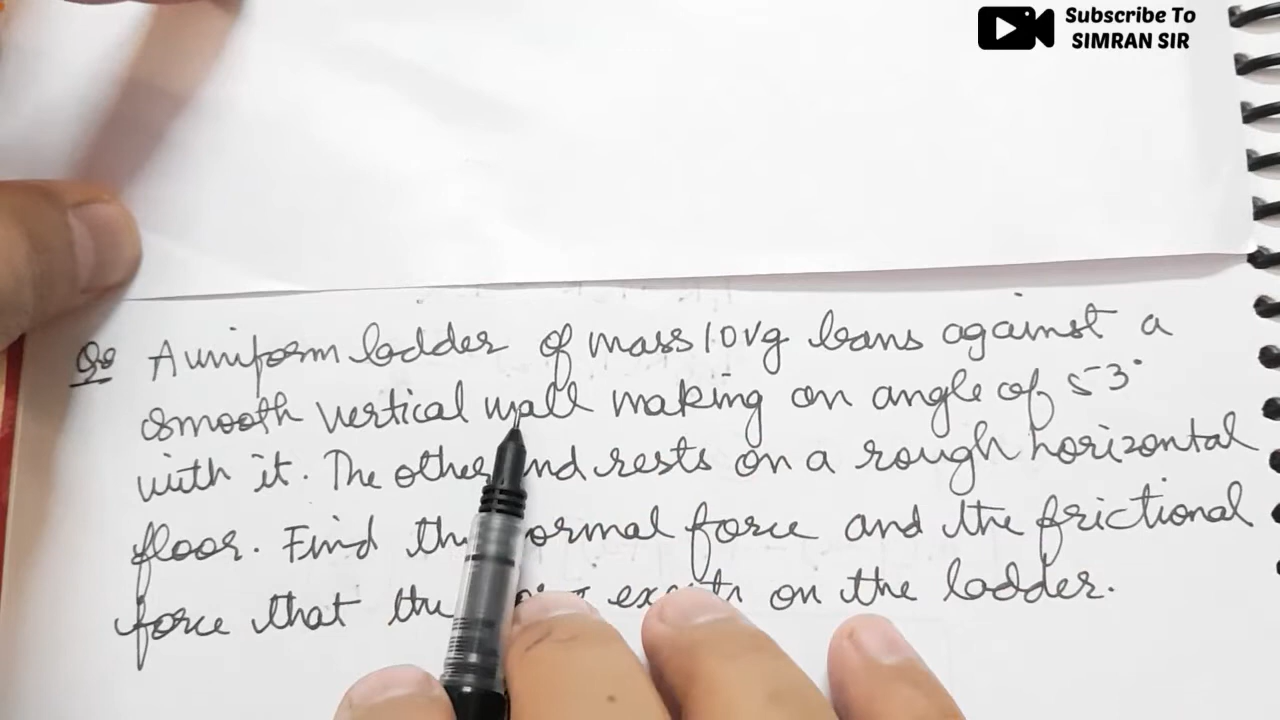 Subscribe To
SIMRAN SIR
Q. A uniform ladder of mass 10kg leans against a
smooth vertical wall making an angle of 53°
with it. The other end rests on a rough horizontal
floor. Find the normal force and the frictional
force that the exerts on the ladder.